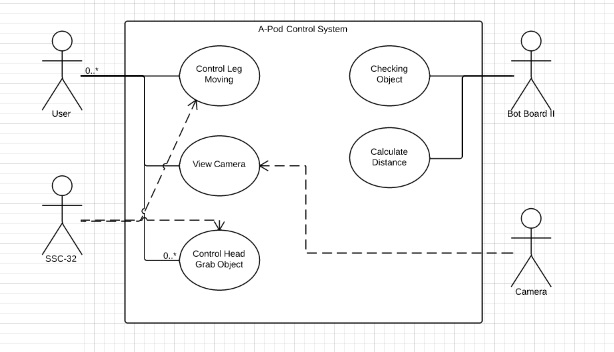 A-Pod Control System
0..*
Control Leg
Moving
Checking
Object
User
Bot Board II
View Camera
Calculate
Distance
SSC-32
0..*
Control Head
Grab Object
Camera